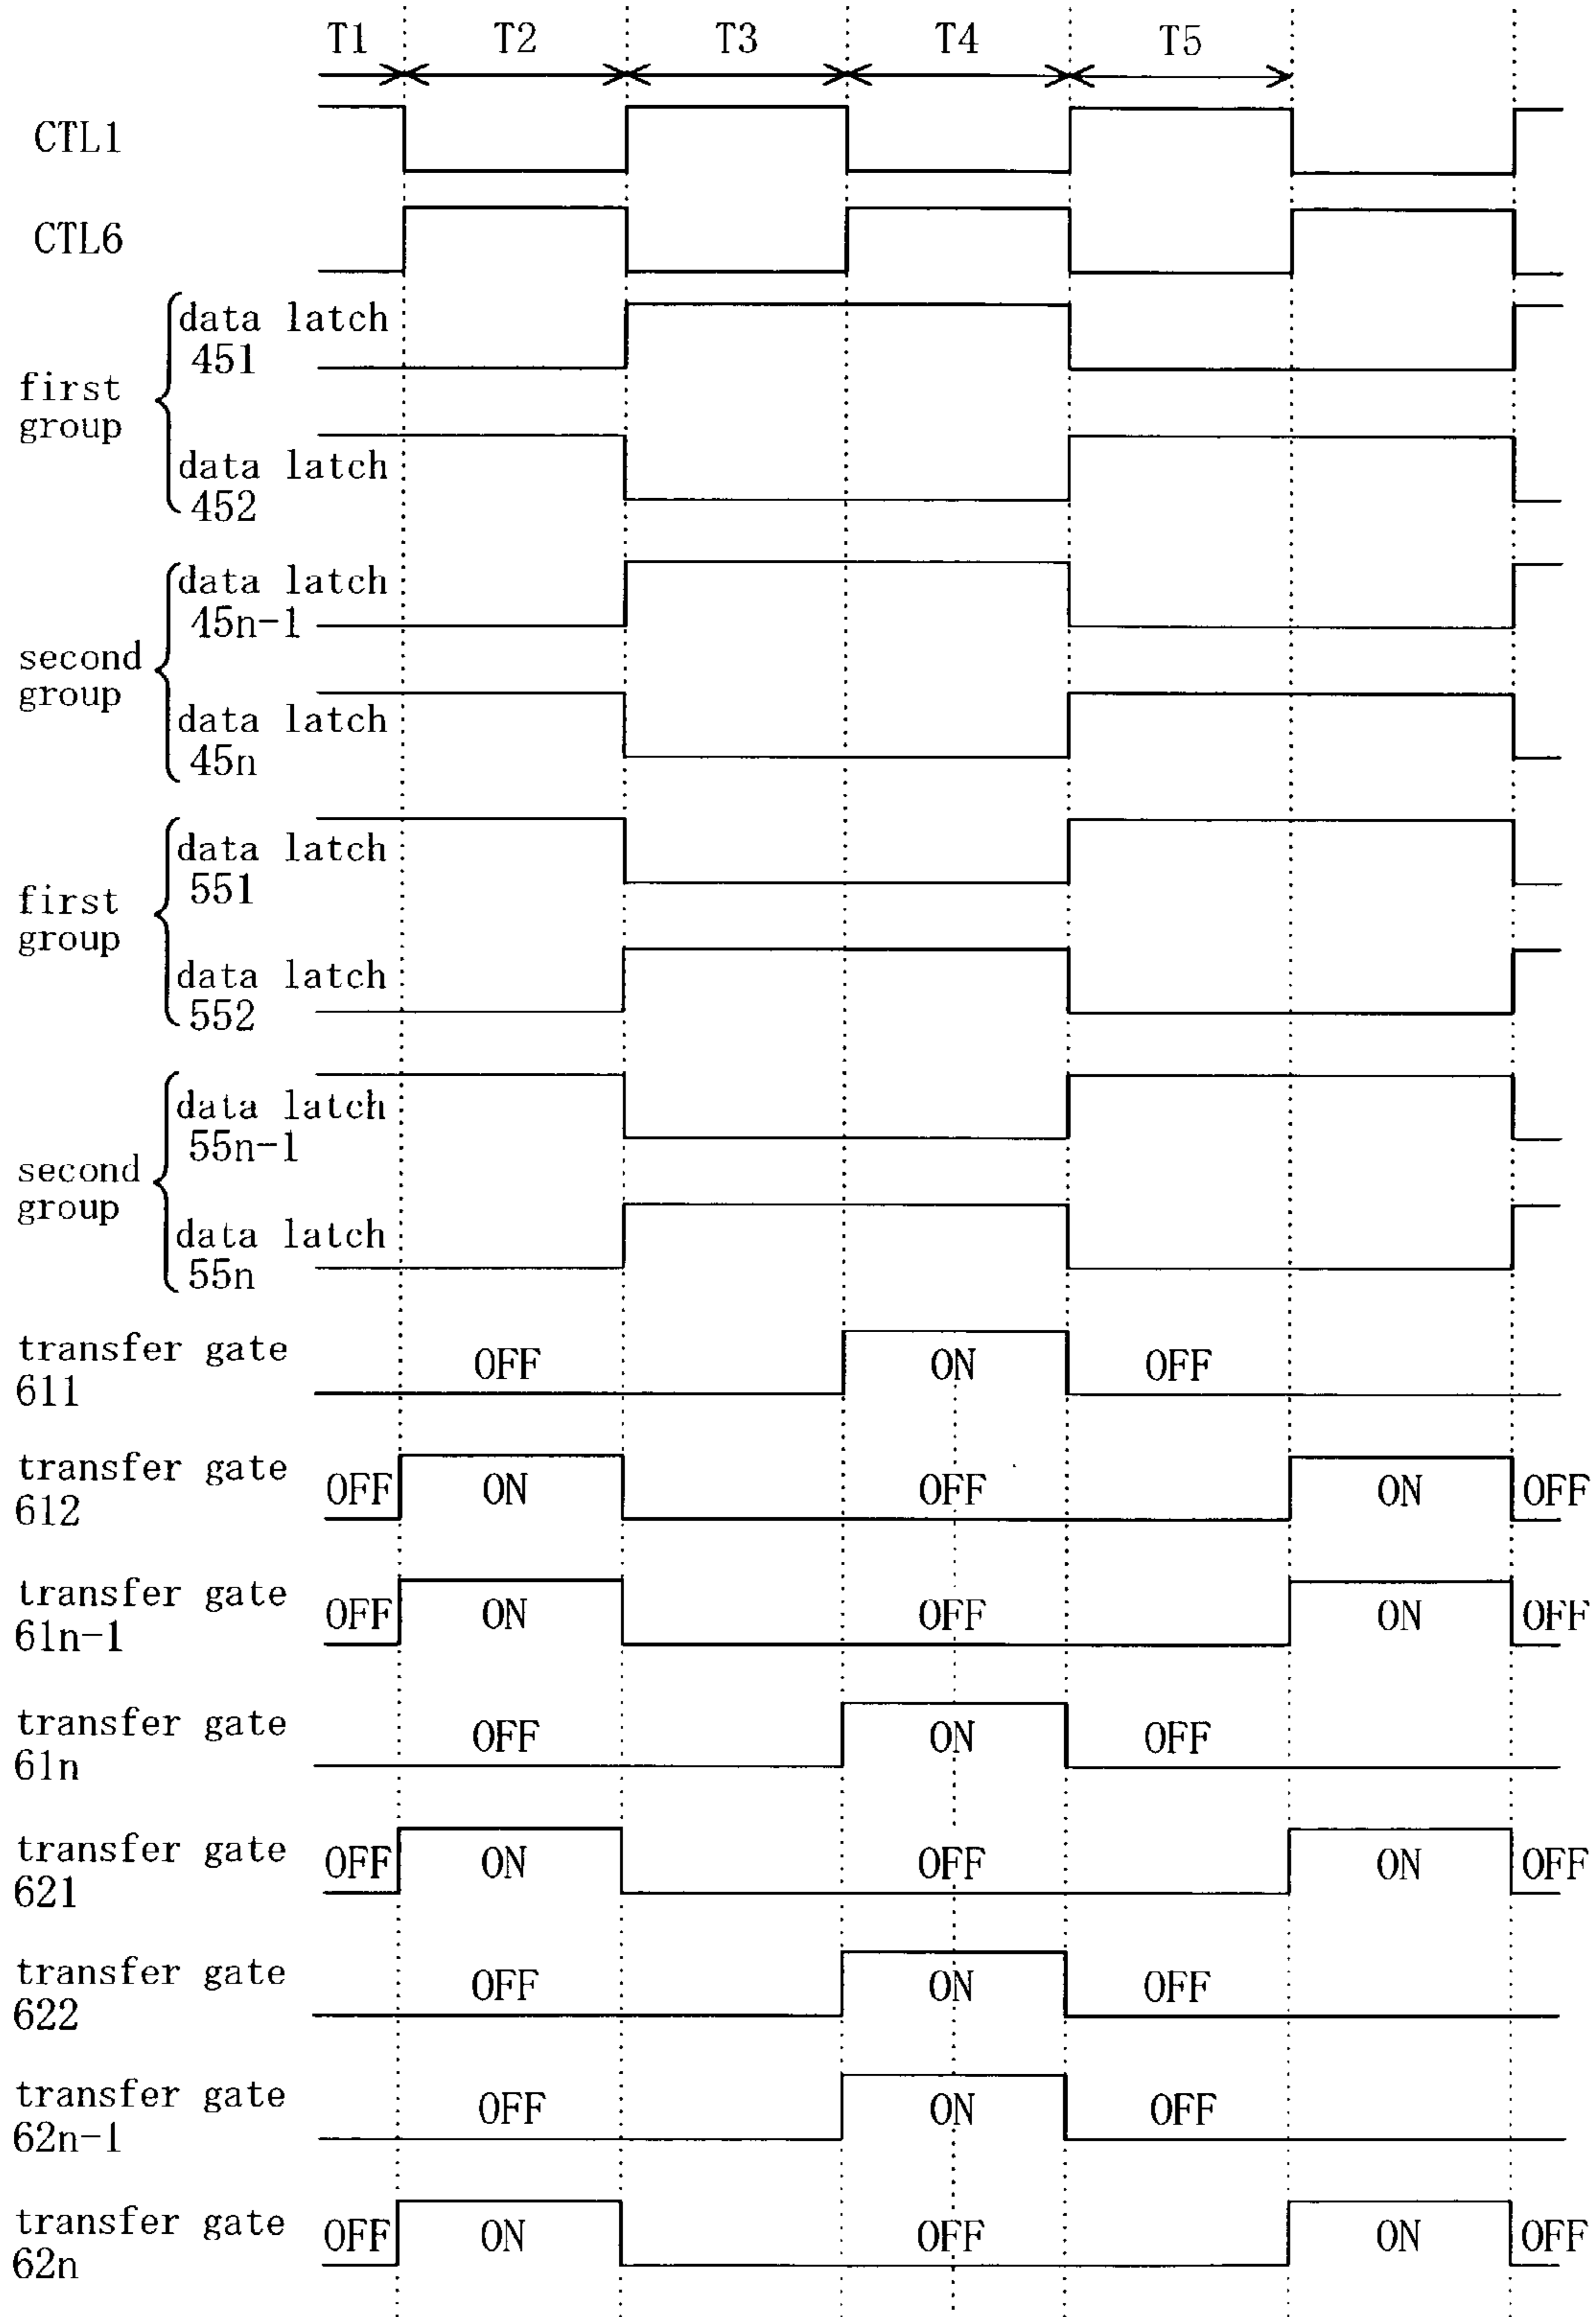 T1 T2 T3 T4 T5
CTL1
CTL6
first
group
data latch
451
data latch
452
second
group
data latch
45n-1
data latch
45n
first
group
data latch
551
data latch
552
second
group
data latch
55n-1
data latch
55n
transfer gate
611
OFF ON OFF
transfer gate
612
OFF ON OFF ON OFF
transfer gate
61n-1
OFF ON OFF ON OFF
transfer gate
61n
OFF ON OFF
transfer gate
621
OFF ON OFF ON OFF
transfer gate
622
OFF ON OFF
transfer gate
62n-1
OFF ON OFF
transfer gate
62n
OFF ON OFF ON OFF